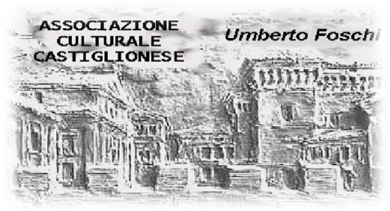 ASSOCIAZIONE
CULTURALE
CASTIGLIONESE
Umberto Foschi